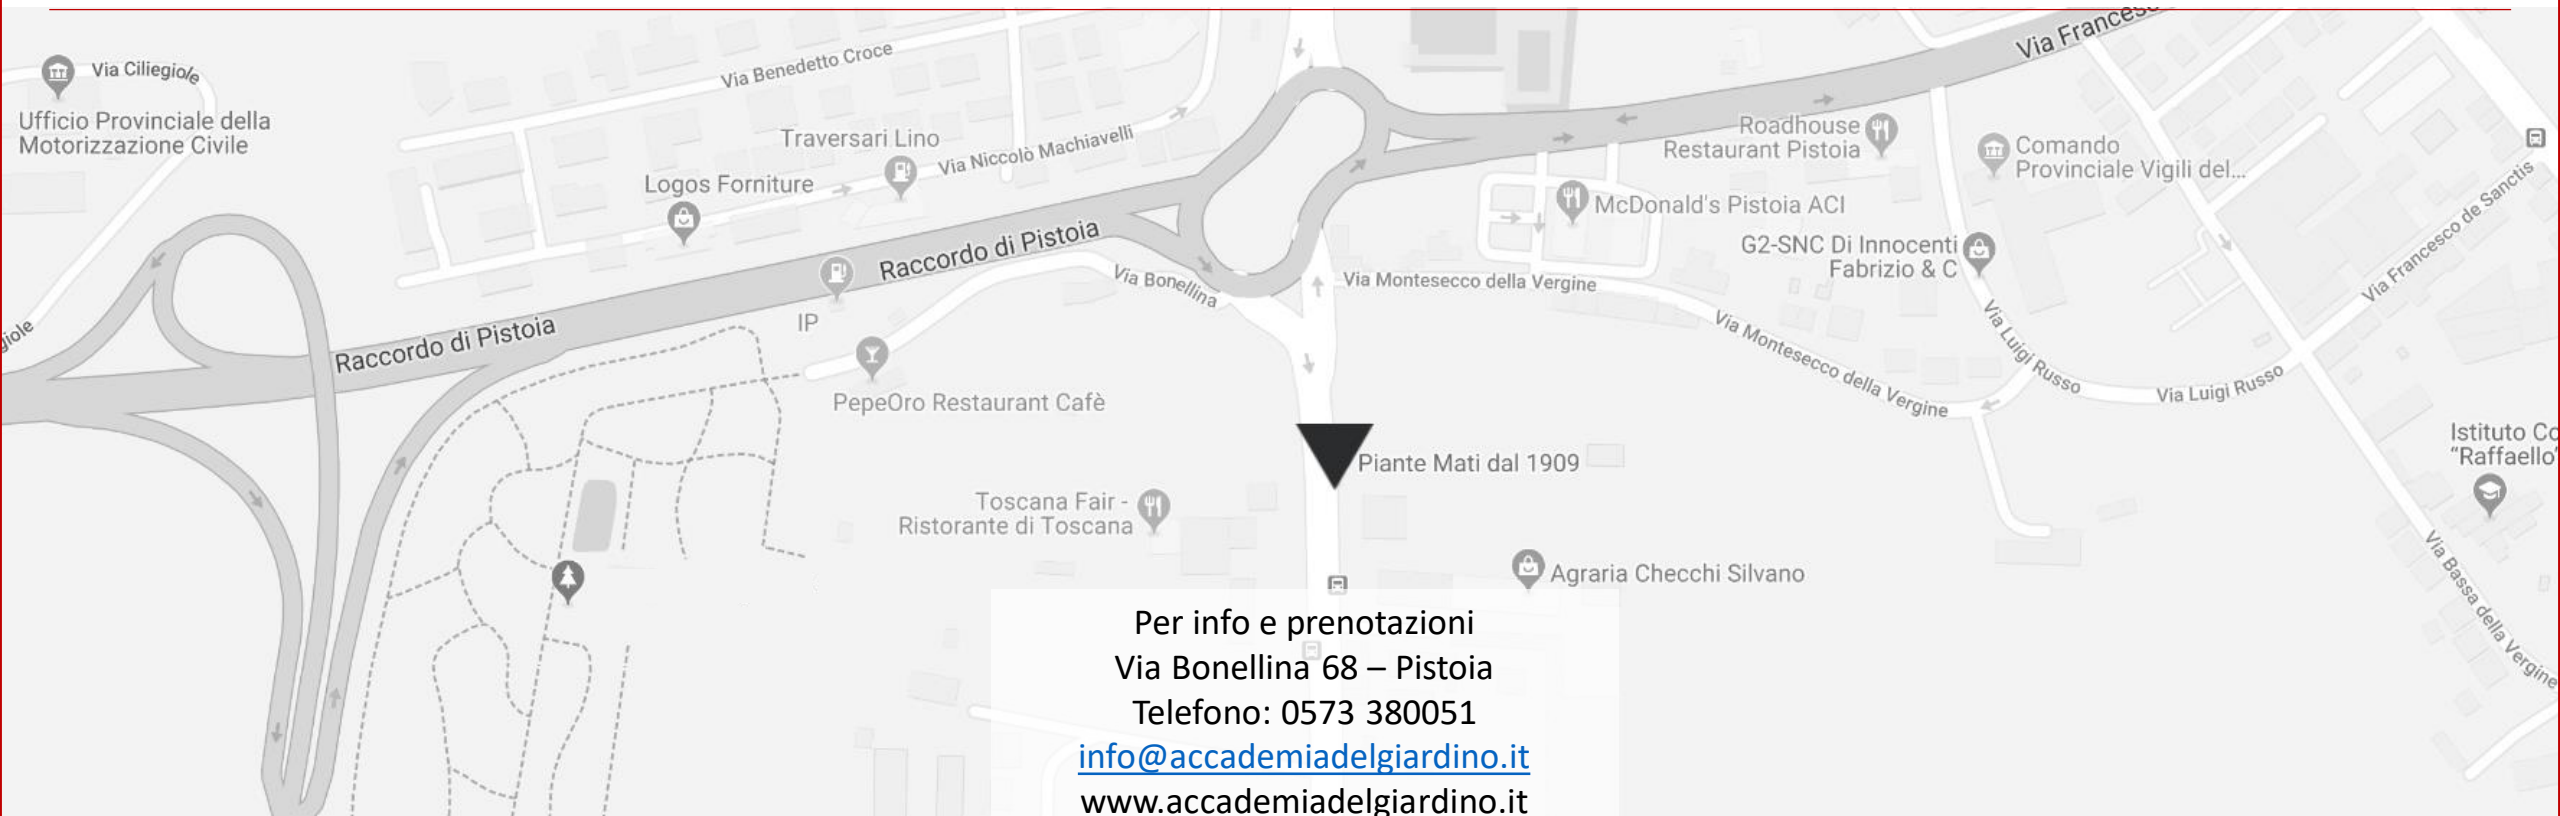 Via Francesc
Via Ciliegiole
Via Benedetto Croce
Ufficio Provinciale della
Motorizzazione Civile
Traversari Lino
Via Niccolò Machiavelli
Logos Forniture
Roadhouse
Restaurant Pistoia
Comando
Provinciale Vigili del...
McDonald's Pistoia ACI
Via Francesco de Sanctis
Raccordo di Pistoia
G2-SNC Di Innocenti
Fabrizio & C
Via Bonellina
Via Montesecco della Vergine
IP
giole
Raccordo di Pistoia
Via Montesecco della Vergine
Via Luigi Russo
Via Luigi Russo
PepeOro Restaurant Cafè
Istituto Co
"Raffaello"
Piante Mati dal 1909
Toscana Fair -
Ristorante di Toscana
Agraria Checchi Silvano
Via Bassa della Vergine
Per info e prenotazioni
Via Bonellina 68 – Pistoia
Telefono: 0573 380051
info@accademiadelgiardino.it
www.accademiadelgiardino.it